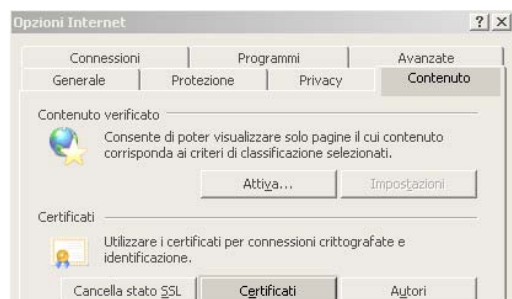 Opzioni Internet
Connessioni Programmi Avanzate
Generale Protezione Privacy Contenuto
Contenuto verificato
Consente di poter visualizzare solo pagine il cui contenuto
corrisponda ai criteri di classificazione selezionati.
Attiva... Impostazioni
Certificati
Utilizzare i certificati per connessioni crittografate e
identificazione.
Cancella stato SSL Certificati Autori